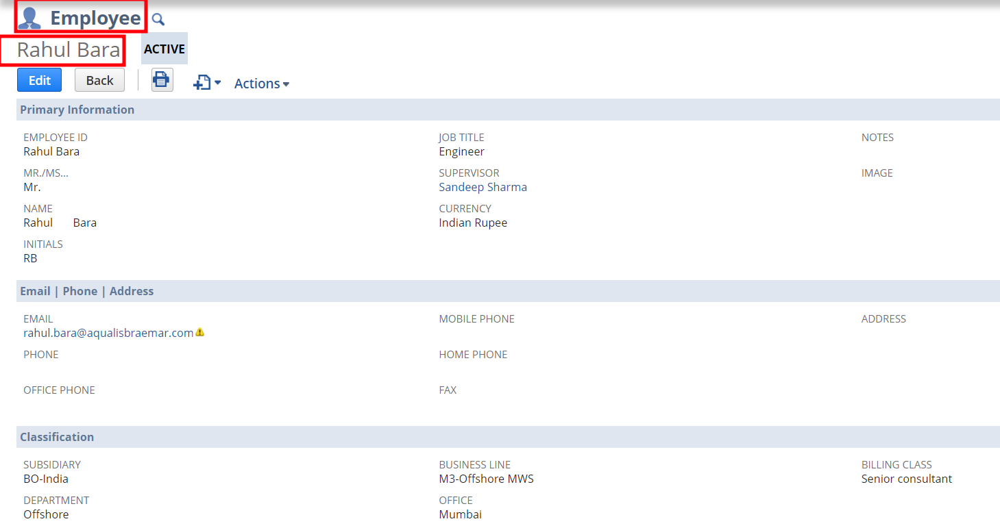 Employee
Rahul Bara ACTIVE
Edit Back Actions
Primary Information
EMPLOYEE ID JOB TITLE NOTES
Rahul Bara Engineer
MR./MS... SUPERVISOR IMAGE
Mr. Sandeep Sharma
NAME CURRENCY
Rahul Bara Indian Rupee
INITIALS
RB
Email | Phone | Address
EMAIL MOBILE PHONE ADDRESS
rahul.bara@aqualisbraemar.com
PHONE HOME PHONE
OFFICE PHONE FAX
Classification
SUBSIDIARY BUSINESS LINE BILLING CLASS
BO-India M3-Offshore MWS Senior consultant
DEPARTMENT OFFICE
Offshore Mumbai